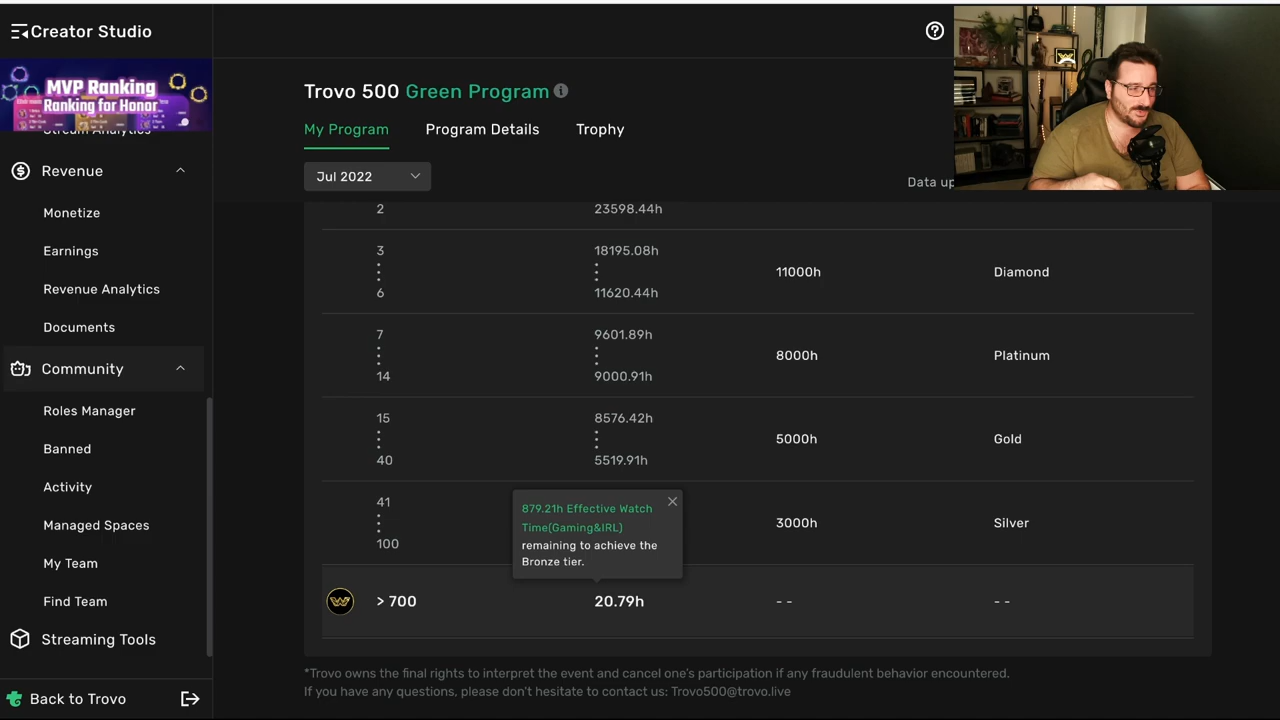 Creator Studio
MVP Ranking
Ranking for Honor
Stream Analytics
Revenue
Monetize
Earnings
Revenue Analytics
Documents
Community
Roles Manager
Banned
Activity
Managed Spaces
My Team
Find Team
Streaming Tools
Back to Trovo
Trovo 500 Green Program
My Program Program Details Trophy
Jul 2022
Data up
2 23598.44h
3 18195.08h
11000h Diamond
6 11620.44h
7 9601.89h
8000h Platinum
14 9000.91h
15 8576.42h
5000h Gold
40 5519.91h
41
3000h Silver
100
879.21h Effective Watch
Time(Gaming&IRL)
remaining to achieve the
Bronze tier.
> 700 20.79h - - - -
*Trovo owns the final rights to interpret the event and cancel one's participation if any fraudulent behavior encountered.
If you have any questions, please don't hesitate to contact us: Trovo500@trovo.live